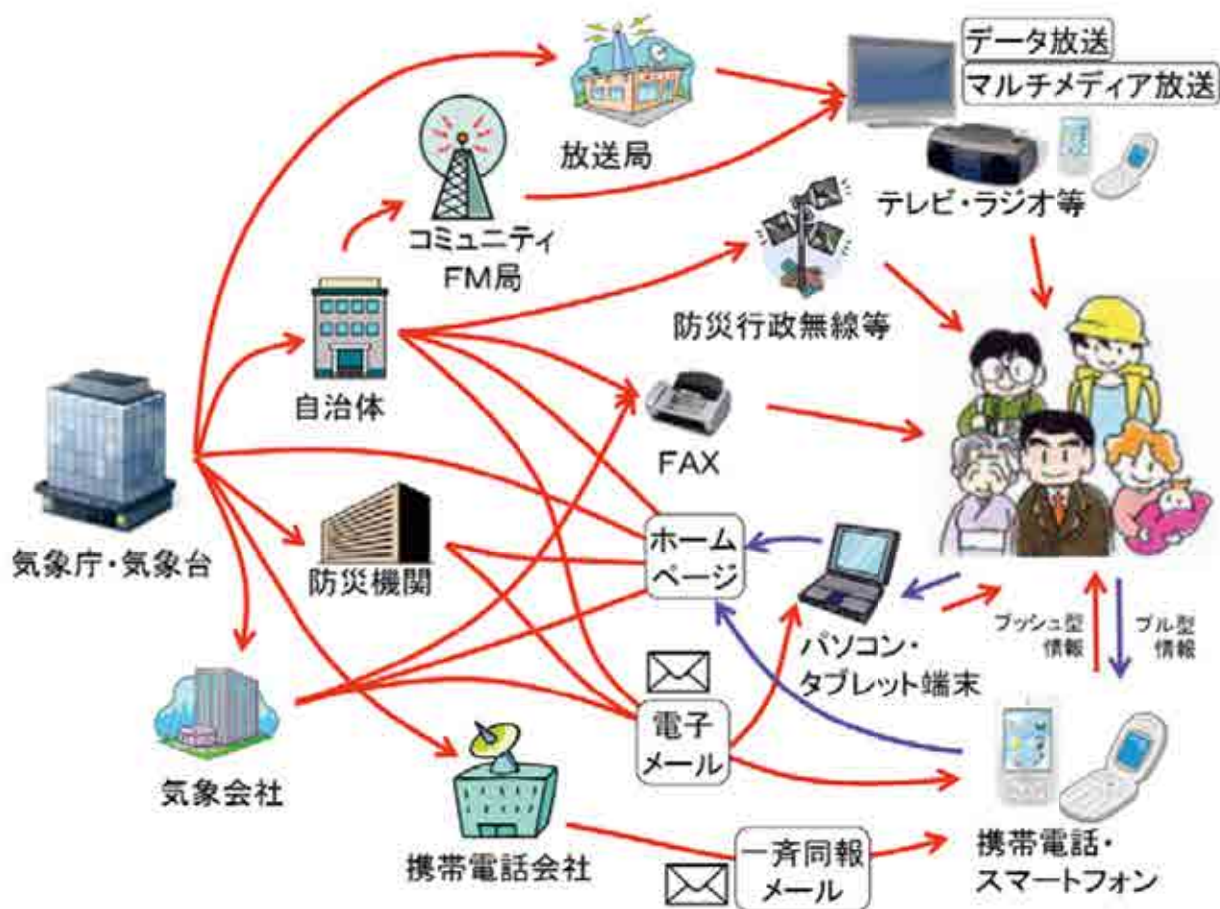 データ放送
マルチメディア放送
放送局
テレビ・ラジオ等
コミュニティ
FM局
防災行政無線等
自治体
FAX
気象庁・気象台
防災機関
ホーム
ページ
パソコン・
タブレット端末
プッシュ型
情報
プル型
情報
気象会社
電子
メール
携帯電話会社
一斉同報
メール
携帯電話・
スマートフォン